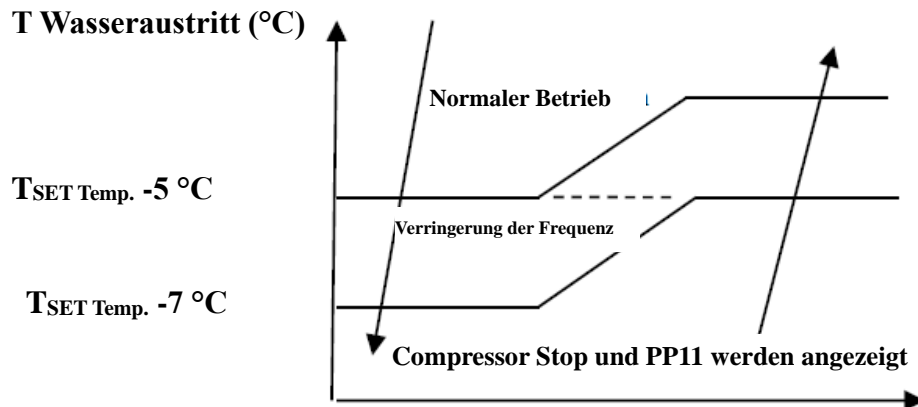 T Wasseraustritt (°C)
Normaler Betrieb
TSET Temp. -5 °C
Verringerung der Frequenz
TSET Temp. -7 °C
Compressor Stop und PP11 werden angezeigt